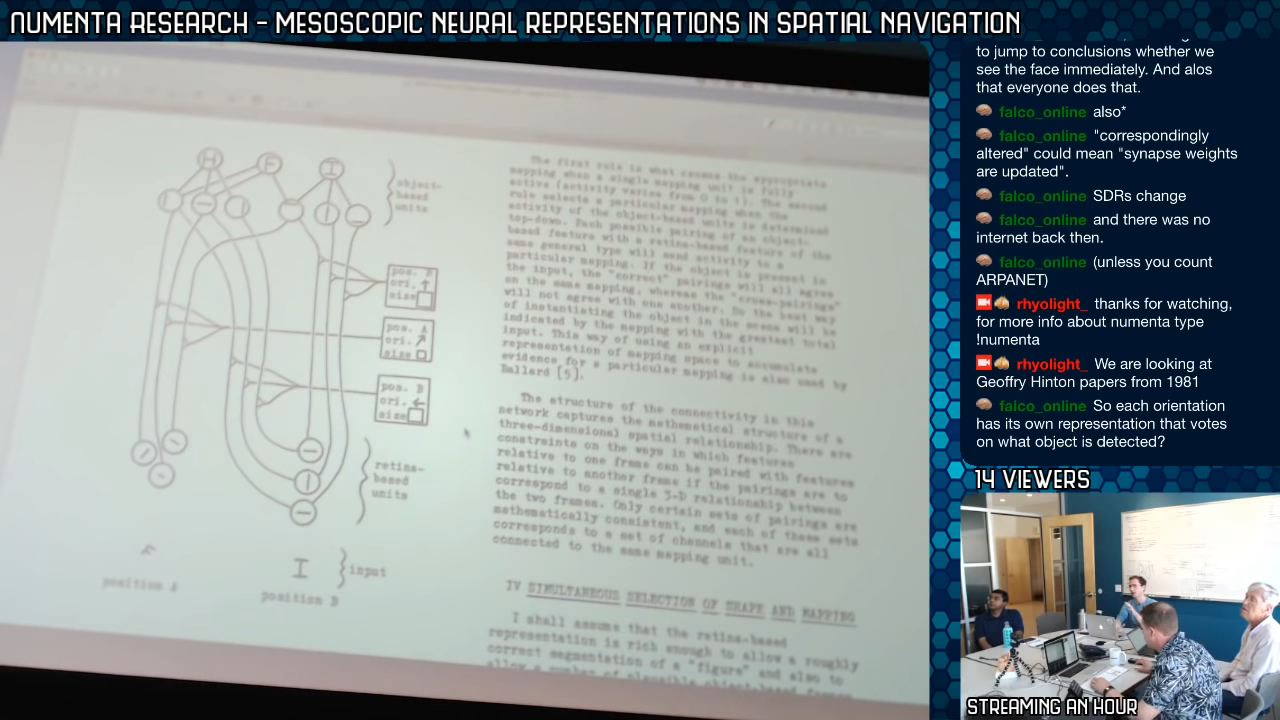 NUMENTA RESEARCH - MESOSCOPIC NEURAL REPRESENTATIONS IN SPATIAL NAVIGATION
H
F
I
object-
based
units
pos. B
ori.
size
pos. A
ori.
size
pos. B
ori.
size
retina-
based
units
F
I
input
position A
position B
The first rule is what causes the appropriate
mapping when a single mapping unit is fully
active (activity varies from 0 to 1). The second
rule selects a particular mapping when the
activity of the object-based units is determined
top-down. Each possible pairing of an object-
based feature with a retina-based feature of the
same general type will send activity to a
particular mapping. If the object is present in
the input, the "correct" pairings will all agree
on the same mapping, whereas the "cross-pairings"
will not agree with one another. So the best way
of instantiating the object in the scene will be
indicated by the mapping with the greatest total
input. This way of using an explicit
representation of mapping space to accumulate
evidence for a particular mapping is also used by
Ballard [5].
The structure of the connectivity in this
network captures the mathematical structure of a
three-dimensional spatial relationship. There are
constraints on the ways in which features
relative to one frame can be paired with features
relative to another frame if the pairings are to
correspond to a single 3-D relationship between
the two frames. Only certain sets of pairings are
mathematically consistent, and each of these sets
corresponds to a set of channels that are all
connected to the same mapping unit.
IV SIMULTANEOUS SELECTION OF SHAPE AND MAPPING
I shall assume that the retina-based
representation is rich enough to allow a roughly
correct segmentation of a "figure" and also to
allow a number of plausible object-based frames
to jump to conclusions whether we
see the face immediately. And alos
that everyone does that.
falco_online also*
falco_online "correspondingly
altered" could mean "synapse weights
are updated".
falco_online SDRs change
falco_online and there was no
internet back then.
falco_online (unless you count
ARPANET)
rhyolight_ thanks for watching,
for more info about numenta type
!numenta
rhyolight_ We are looking at
Geoffry Hinton papers from 1981
falco_online So each orientation
has its own representation that votes
on what object is detected?
14 VIEWERS
STREAMING AN HOUR